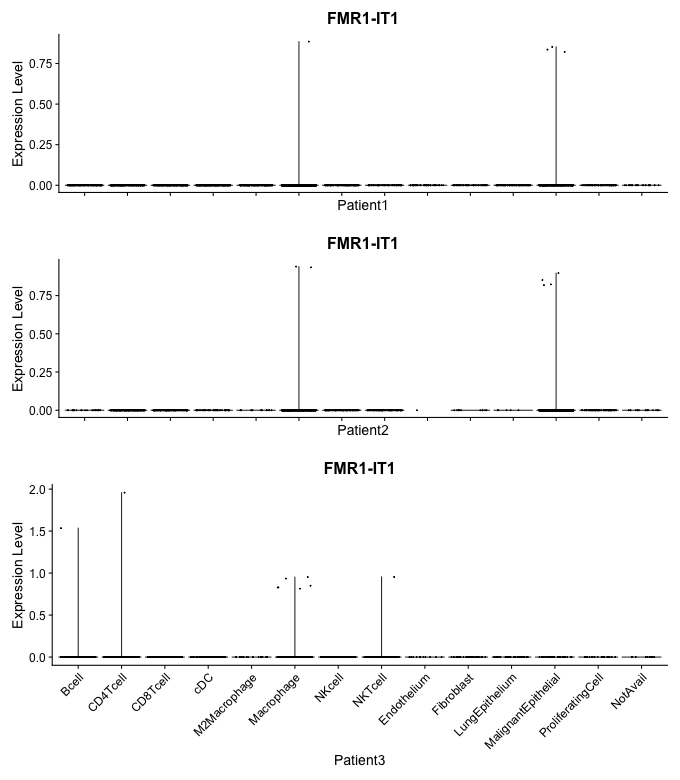 FMR1-IT1
Expression Level
0.75
0.50
0.25
0.00
Patient1
FMR1-IT1
Expression Level
0.75
0.50
0.25
0.00
Patient2
FMR1-IT1
Expression Level
2.0
1.5
1.0
0.5
0.0
Bcell
CD4Tcell
CD8Tcell
cDC
M2Macrophage
Macrophage
NKcell
NKTcell
Endothelium
Fibroblast
LungEpithelium
MalignantEpithelial
ProliferatingCell
NotAvail
Patient3